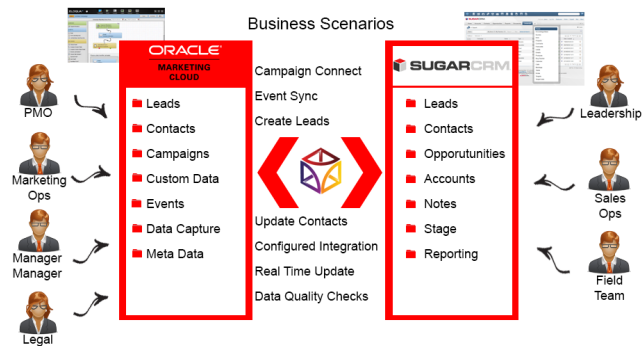 Business Scenarios
ORACLE
MARKETING
CLOUD
Leads
Contacts
Campaigns
Custom Data
Events
Data Capture
Meta Data
Campaign Connect
Event Sync
Create Leads
Update Contacts
Configured Integration
Real Time Update
Data Quality Checks
SUGARCRM
Leads
Contacts
Opporutunities
Accounts
Notes
Stage
Reporting
PMO
Marketing
Ops
Manager
Manager
Legal
Leadership
Sales
Ops
Field
Team